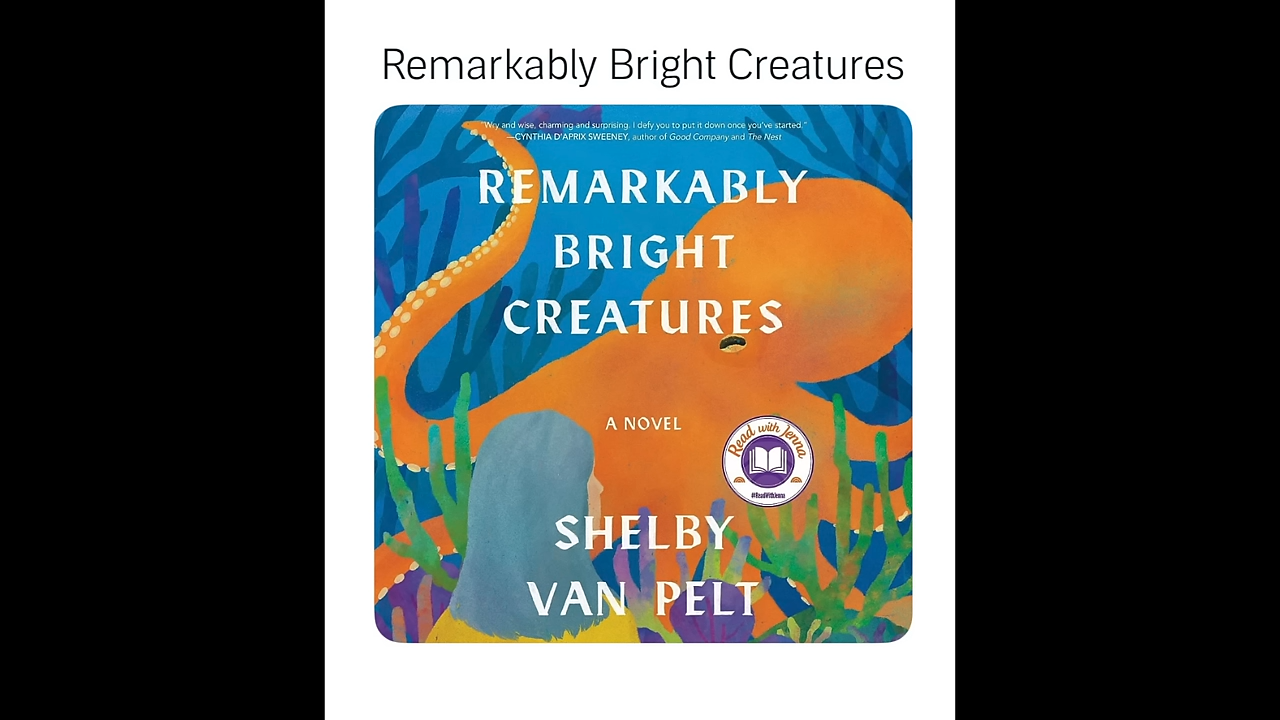 Remarkably Bright Creatures
"Wry and wise, charming and surprising. I defy you to put it down once you've started."
—CYNTHIA D'APRIX SWEENEY, author of Good Company and The Nest
REMARKABLY
BRIGHT
CREATURES
A NOVEL
Read with Jenna
#ReadWithJenna
SHELBY
VAN PELT